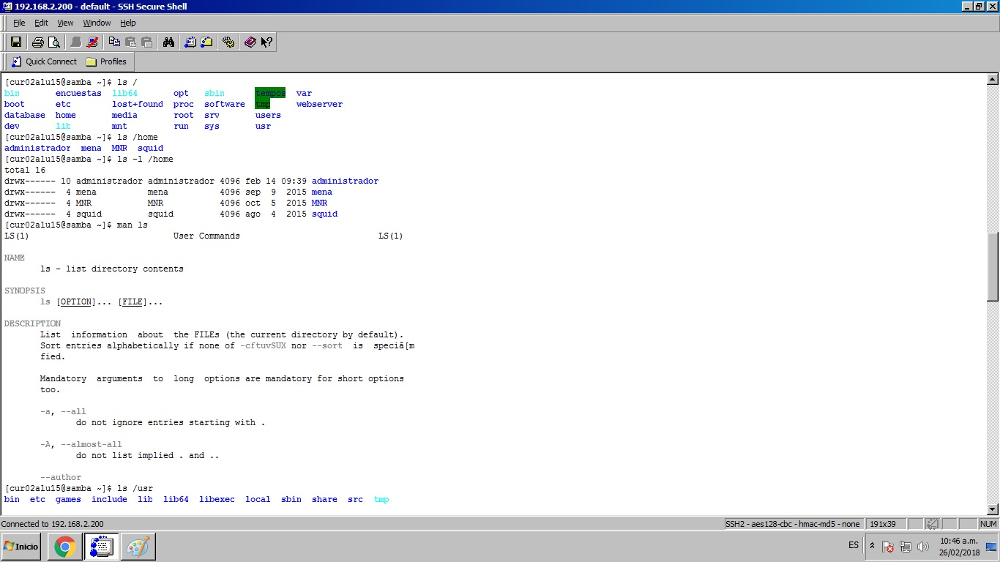 192.168.2.200 - default - SSH Secure Shell
File Edit View Window Help
Quick Connect Profiles
[cur02alu15@samba ~]$ ls /
bin       encuestas  lib64       opt   sbin      tempos  var
boot      etc        lost+found  proc  software  tmp     webserver
database  home       media       root  srv       users
dev       lib        mnt         run   sys       usr
[cur02alu15@samba ~]$ ls /home
administrador  mena  MNR  squid
[cur02alu15@samba ~]$ ls -l /home
total 16
drwx------ 10 administrador administrador 4096 feb 14 09:39 administrador
drwx------  4 mena          mena          4096 sep  9  2015 mena
drwx------  4 MNR           MNR           4096 oct  5  2015 MNR
drwx------  4 squid         squid         4096 ago  4  2015 squid
[cur02alu15@samba ~]$ man ls
LS(1)                            User Commands                           LS(1)
NAME
ls - list directory contents
SYNOPSIS
ls [OPTION]... [FILE]...
DESCRIPTION
List  information  about  the FILEs (the current directory by default).
Sort entries alphabetically if none of -cftuvSUX nor --sort  is  speciâ[m
fied.
Mandatory  arguments  to  long  options are mandatory for short options
too.
-a, --all
do not ignore entries starting with .
-A, --almost-all
do not list implied . and ..
--author
[cur02alu15@samba ~]$ ls /usr
bin  etc  games  include  lib  lib64  libexec  local  sbin  share  src  tmp
Connected to 192.168.2.200 SSH2 - aes128-cbc - hmac-md5 - none 191x39 NUM
Inicio ES 10:46 a.m.
26/02/2018